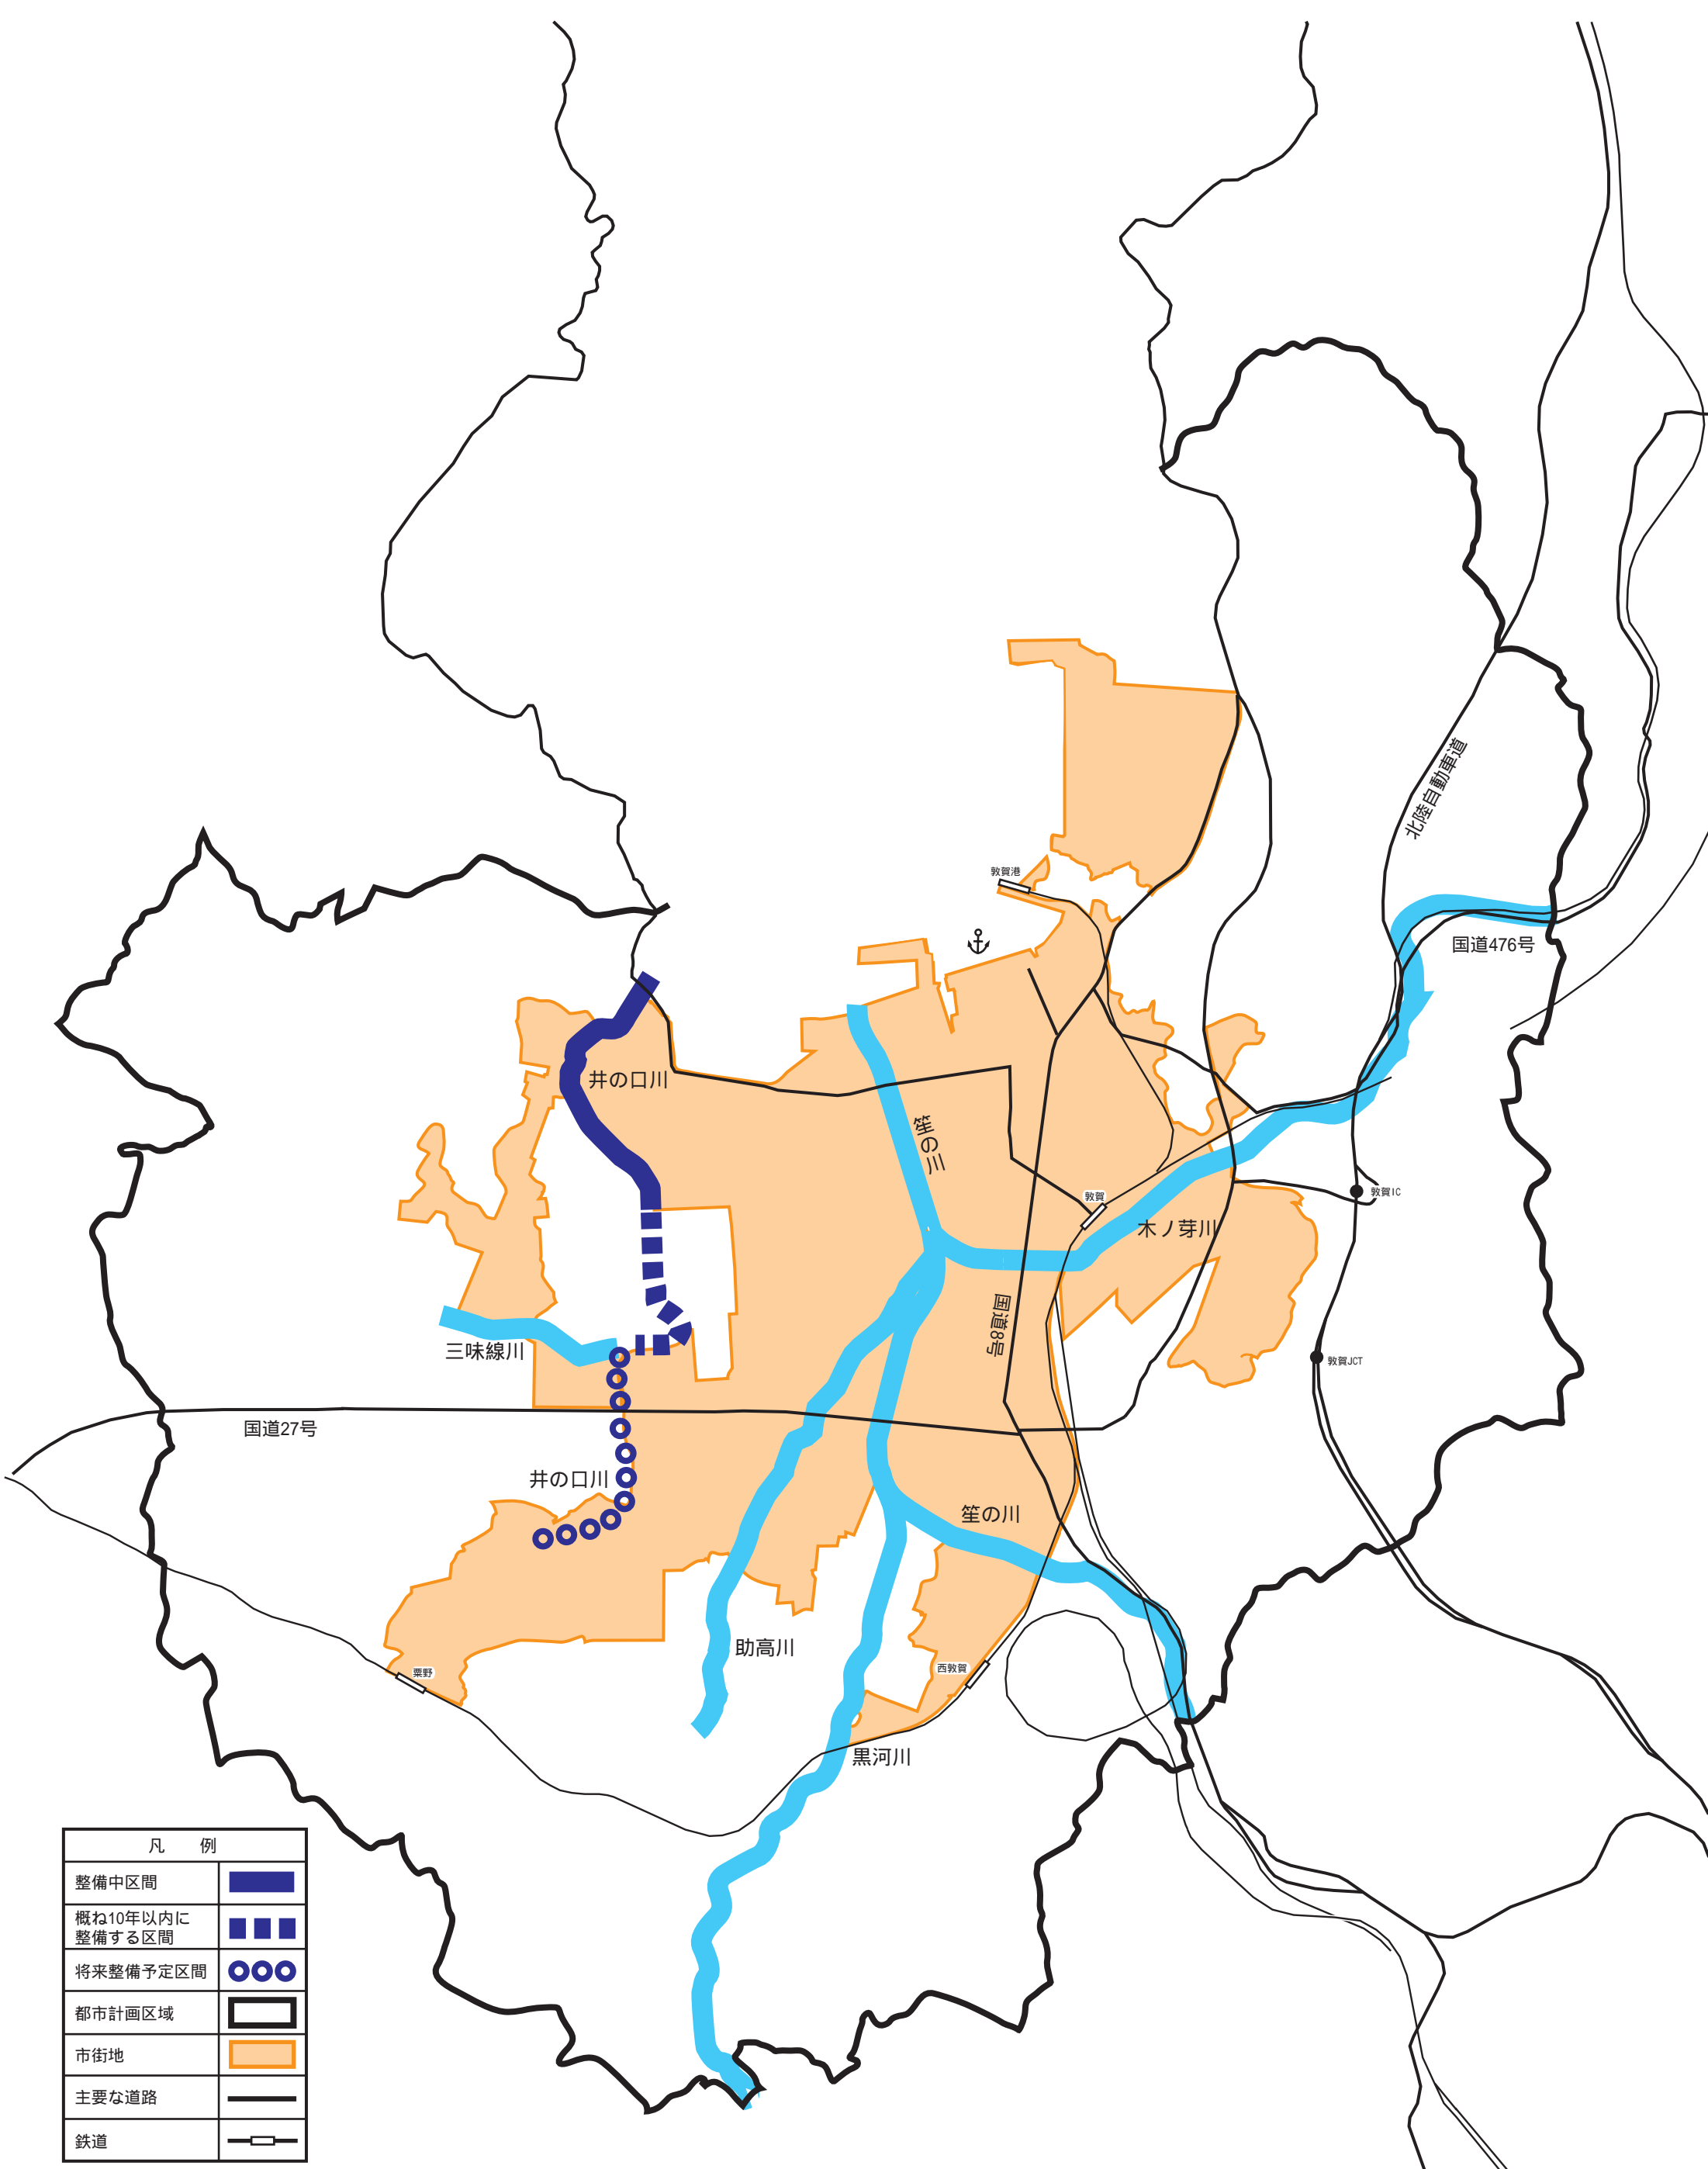 北陸自動車道
敦賀港
国道476号
井の口川
笙の川
敦賀
敦賀IC
木ノ芽川
国道8号
三味線川
敦賀JCT
国道27号
井の口川
笙の川
助高川
西敦賀
粟野
黒河川
凡 例
整備中区間
概ね10年以内に
整備する区間
将来整備予定区間
都市計画区域
市街地
主要な道路
鉄道